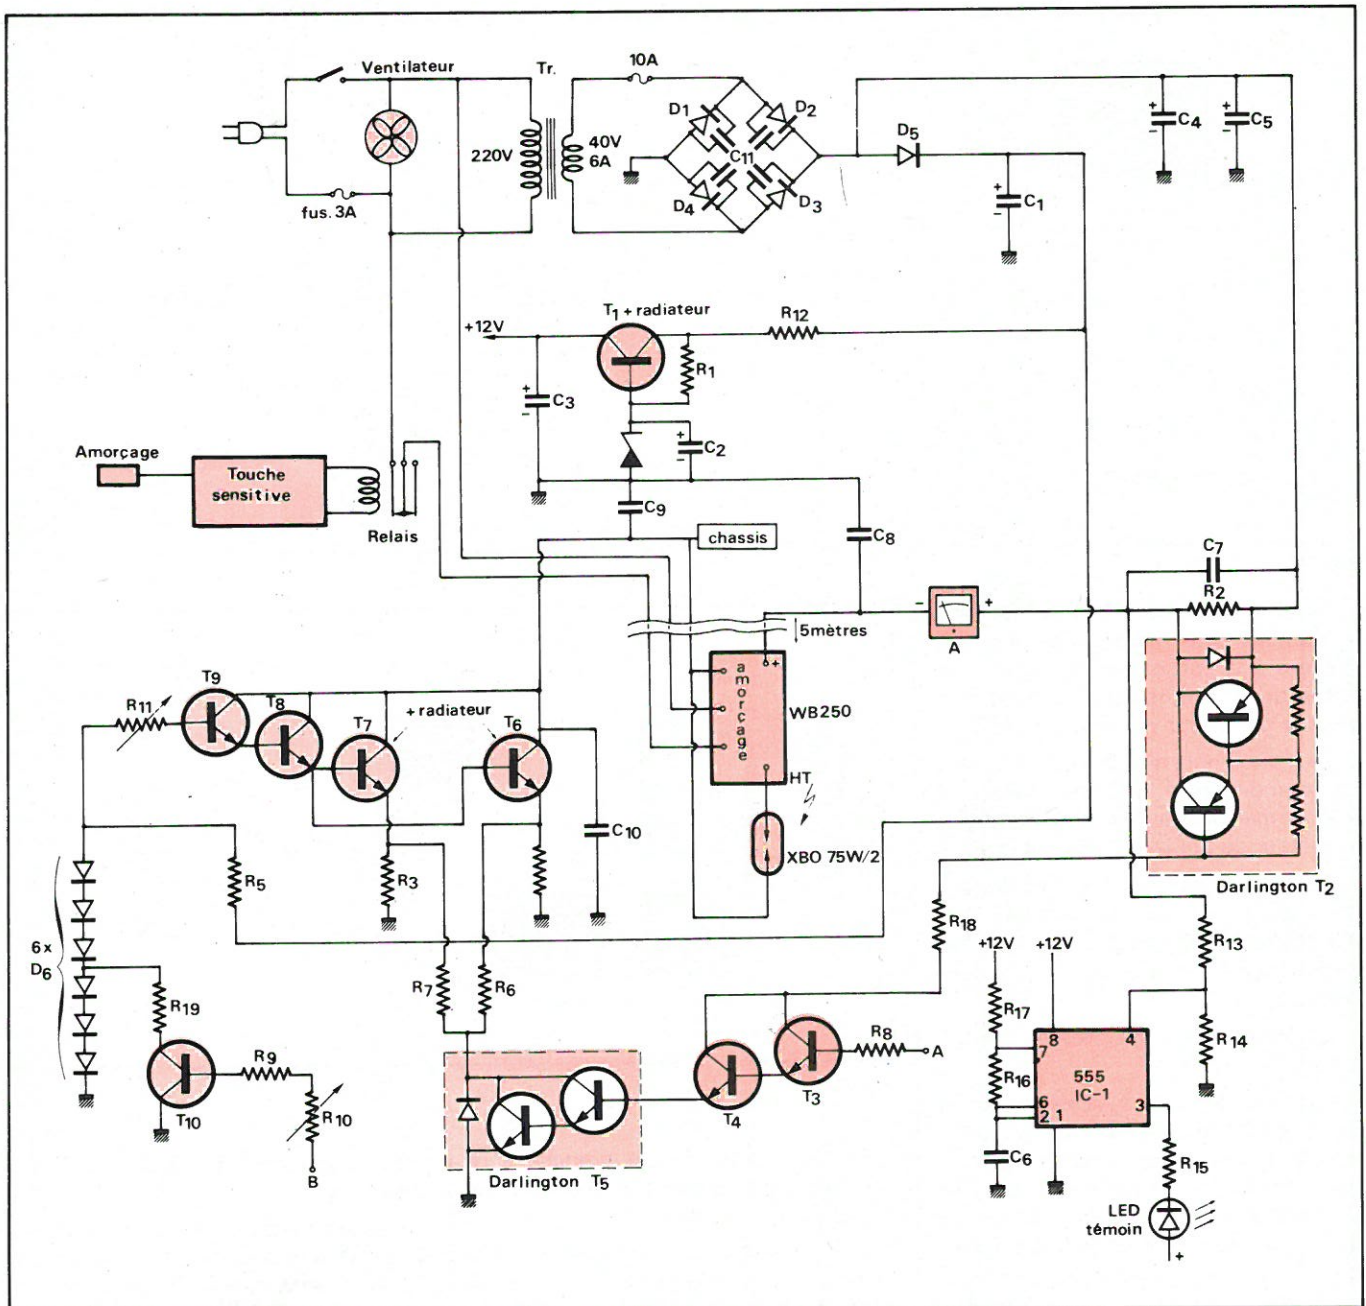 Ventilateur
Tr.
10A
D1
D2
220V
40V
6A
C11
D4
D3
D5
C4
C5
C1
fus. 3A
T1 + radiateur
R12
+12V
R1
C3
C2
Amorçage
Touche
sensitive
Relais
C9
chassis
C8
C7
R2
5mètres
A
amorçage
WB250
HT
XBO 75W/2
T9
T8
T7
+ radiateur
T6
R11
C10
R5
R3
Darlington T2
R18
R13
+12V
+12V
6x
D6
R19
R7
R6
R17
R14
R8
A
8
4
7
R16
555
IC-1
6
2
1
3
R9
T10
R10
B
T4
T3
C6
R15
Darlington T5
LED
témoin
+